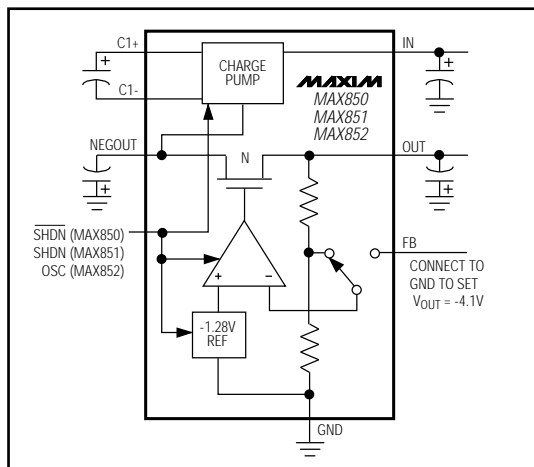 C1+
C1-
IN
CHARGE
PUMP
MAXIM
MAX850
MAX851
MAX852
NEGOUT
N
OUT
SHDN (MAX850)
SHDN (MAX851)
OSC (MAX852)
FB
CONNECT TO
GND TO SET
VOUT = -4.1V
+
-
-1.28V
REF
GND
+
+
+
+